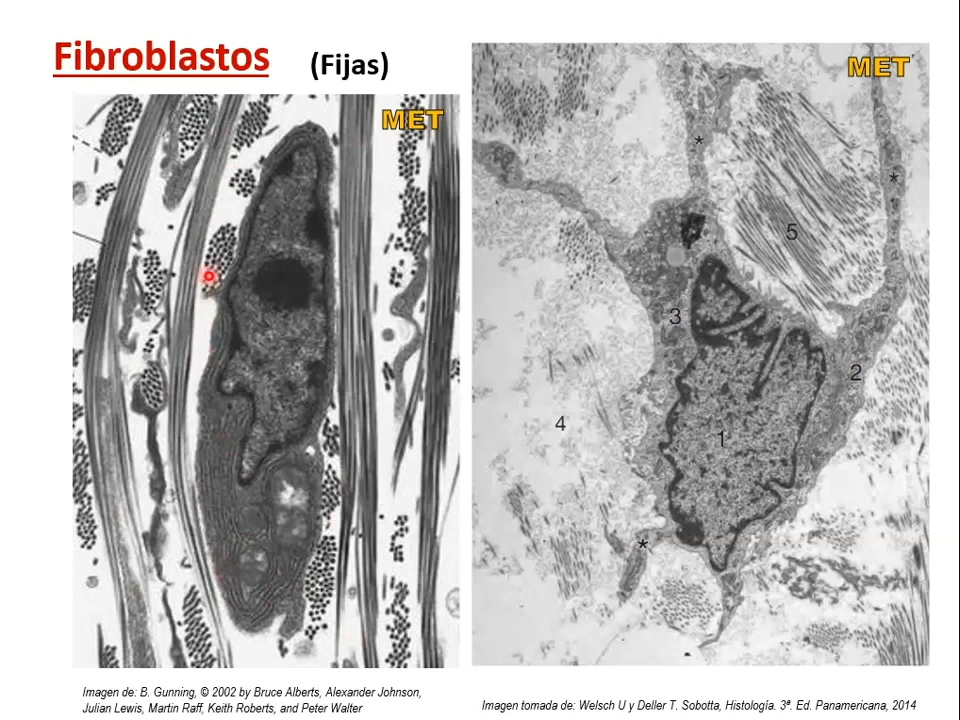 Fibroblastos (Fijas)
MET
MET
*
*
5
3
2
4
1
*
Imagen de: B. Gunning, © 2002 by Bruce Alberts, Alexander Johnson,
Julian Lewis, Martin Raff, Keith Roberts, and Peter Walter
Imagen tomada de: Welsch U y Deller T. Sobotta, Histología. 3ª. Ed. Panamericana, 2014